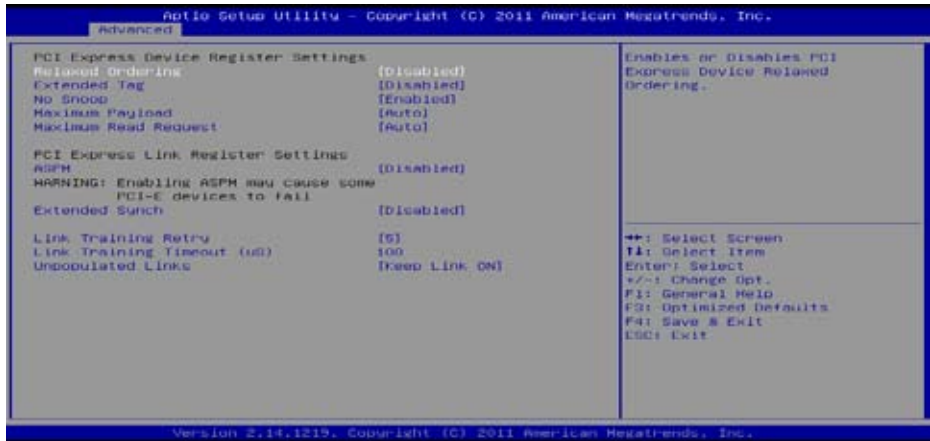 Aptio Setup Utility – Copyright (C) 2011 American Megatrends, Inc.
Advanced
PCI Express Device Register Settings
Relaxed Ordering [Disabled]
Extended Tag [Disabled]
No Snoop [Enabled]
Maximum Payload [Auto]
Maximum Read Request [Auto]
PCI Express Link Register Settings
ASPM [Disabled]
WARNING: Enabling ASPM may cause some
PCI-E devices to fail
Extended Synch [Disabled]
Link Training Retry [5]
Link Training Timeout (uS) 100
Unpopulated Links [Keep Link ON]
Enables or Disables PCI
Express Device Relaxed
Ordering.
↔: Select Screen
↑↓: Select Item
Enter: Select
+/-: Change Opt.
F1: General Help
F3: Optimized Defaults
F4: Save & Exit
ESC: Exit
Version 2.14.1219. Copyright (C) 2011 American Megatrends, Inc.